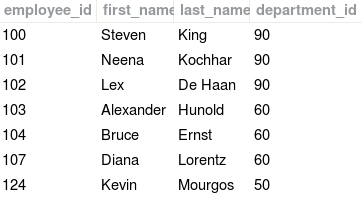 employee_id first_name last_name department_id
100 Steven King 90
101 Neena Kochhar 90
102 Lex De Haan 90
103 Alexander Hunold 60
104 Bruce Ernst 60
107 Diana Lorentz 60
124 Kevin Mourgos 50